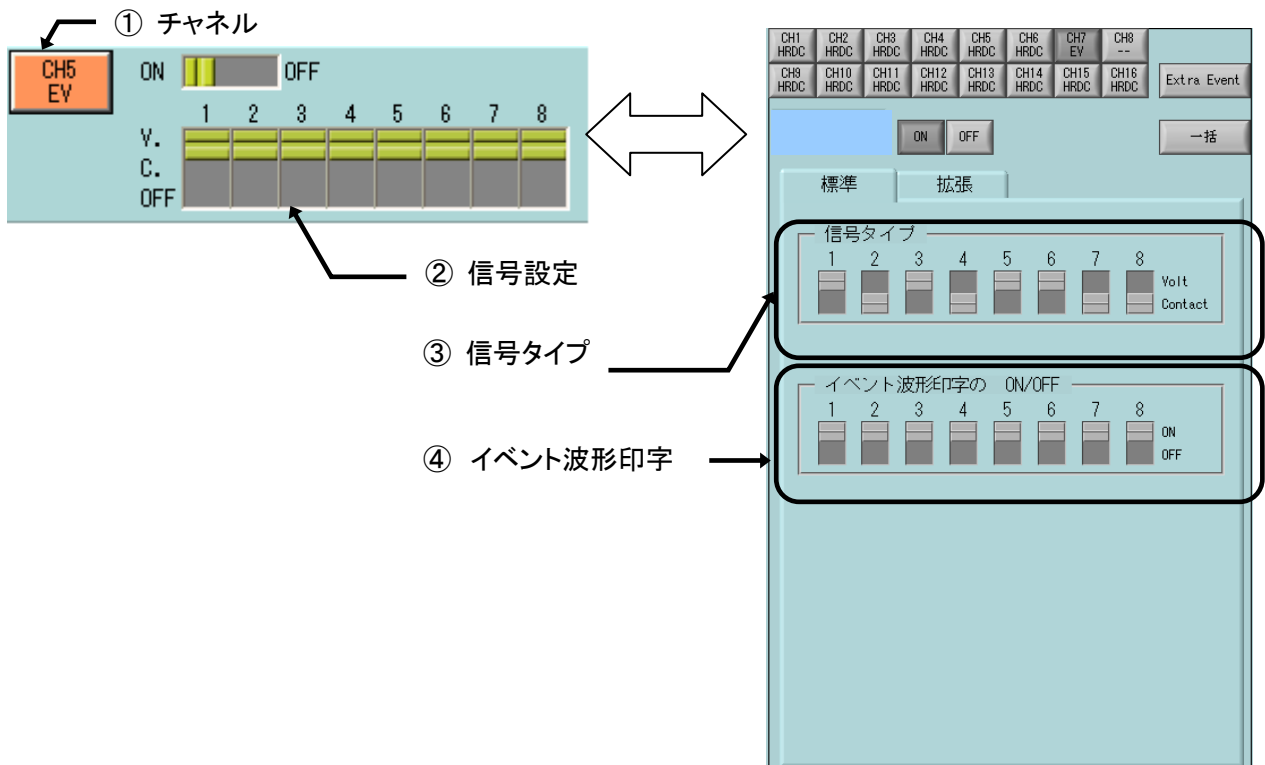 ① チャネル
CH5
EV
ON OFF
1 2 3 4 5 6 7 8
V.
C.
OFF
② 信号設定
③ 信号タイプ
④ イベント波形印字
CH1 HRDC CH2 HRDC CH3 HRDC CH4 HRDC CH5 HRDC CH6 HRDC CH7 EV CH8 --
CH9 HRDC CH10 HRDC CH11 HRDC CH12 HRDC CH13 HRDC CH14 HRDC CH15 HRDC CH16 HRDC Extra Event
ON OFF 一括
標準 拡張
信号タイプ
1 2 3 4 5 6 7 8
Volt
Contact
イベント波形印字の ON/OFF
1 2 3 4 5 6 7 8
ON
OFF